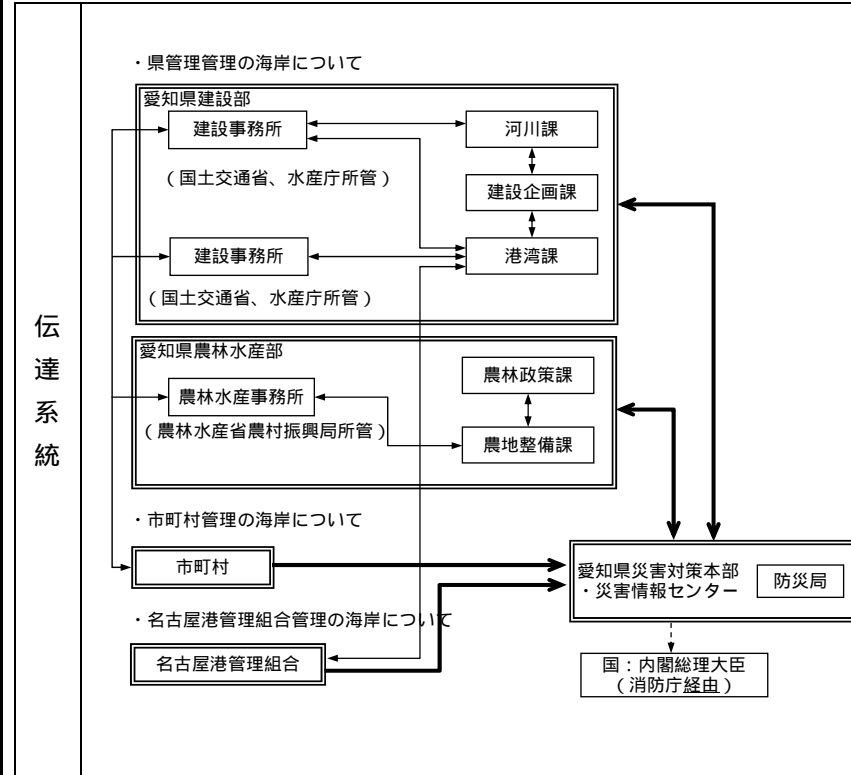 伝達系統
・県管理管理の海岸について
愛知県建設部
建設事務所
河川課
（国土交通省、水産庁所管）
建設企画課
建設事務所
港湾課
（国土交通省、水産庁所管）
愛知県農林水産部
農林政策課
農林水産事務所
（農林水産省農村振興局所管）
農地整備課
・市町村管理の海岸について
市町村
愛知県災害対策本部
・災害情報センター
防災局
・名古屋港管理組合管理の海岸について
名古屋港管理組合
国：内閣総理大臣
（消防庁経由）